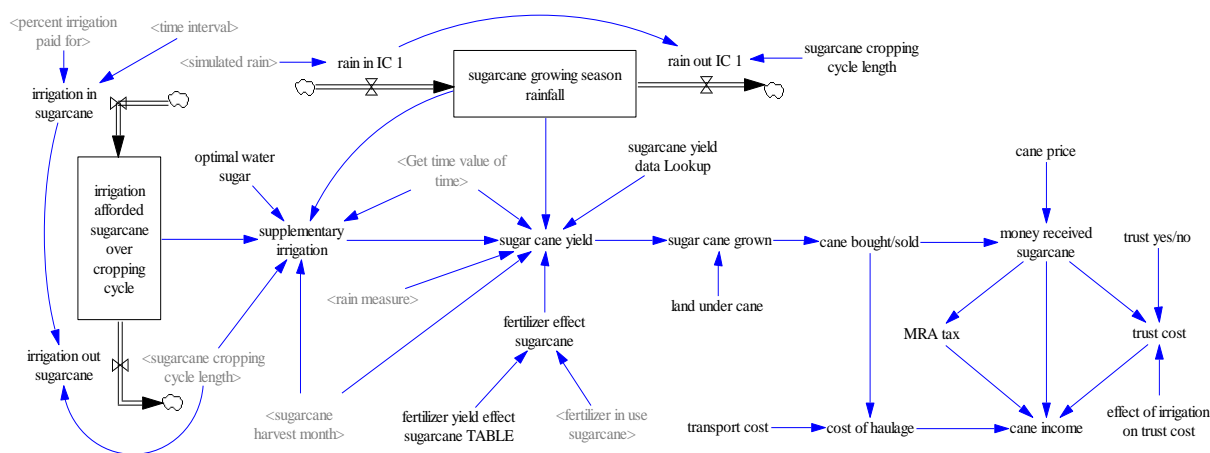 <percent irrigation
paid for>
<time interval>
<simulated rain>
rain in IC 1
sugarcane growing season
rainfall
rain out IC 1
sugarcane cropping
cycle length
irrigation in
sugarcane
optimal water
sugar
<Get time value of
time>
sugarcane yield
data Lookup
cane price
irrigation
afforded
sugarcane
over
cropping
cycle
supplementary
irrigation
sugar cane yield
sugar cane grown
cane bought/sold
money received
sugarcane
trust yes/no
<rain measure>
land under cane
fertilizer effect
sugarcane
MRA tax
trust cost
irrigation out
sugarcane
<sugarcane cropping
cycle length>
<sugarcane
harvest month>
fertilizer yield effect
sugarcane TABLE
<fertilizer in use
sugarcane>
transport cost
cost of haulage
cane income
effect of irrigation
on trust cost